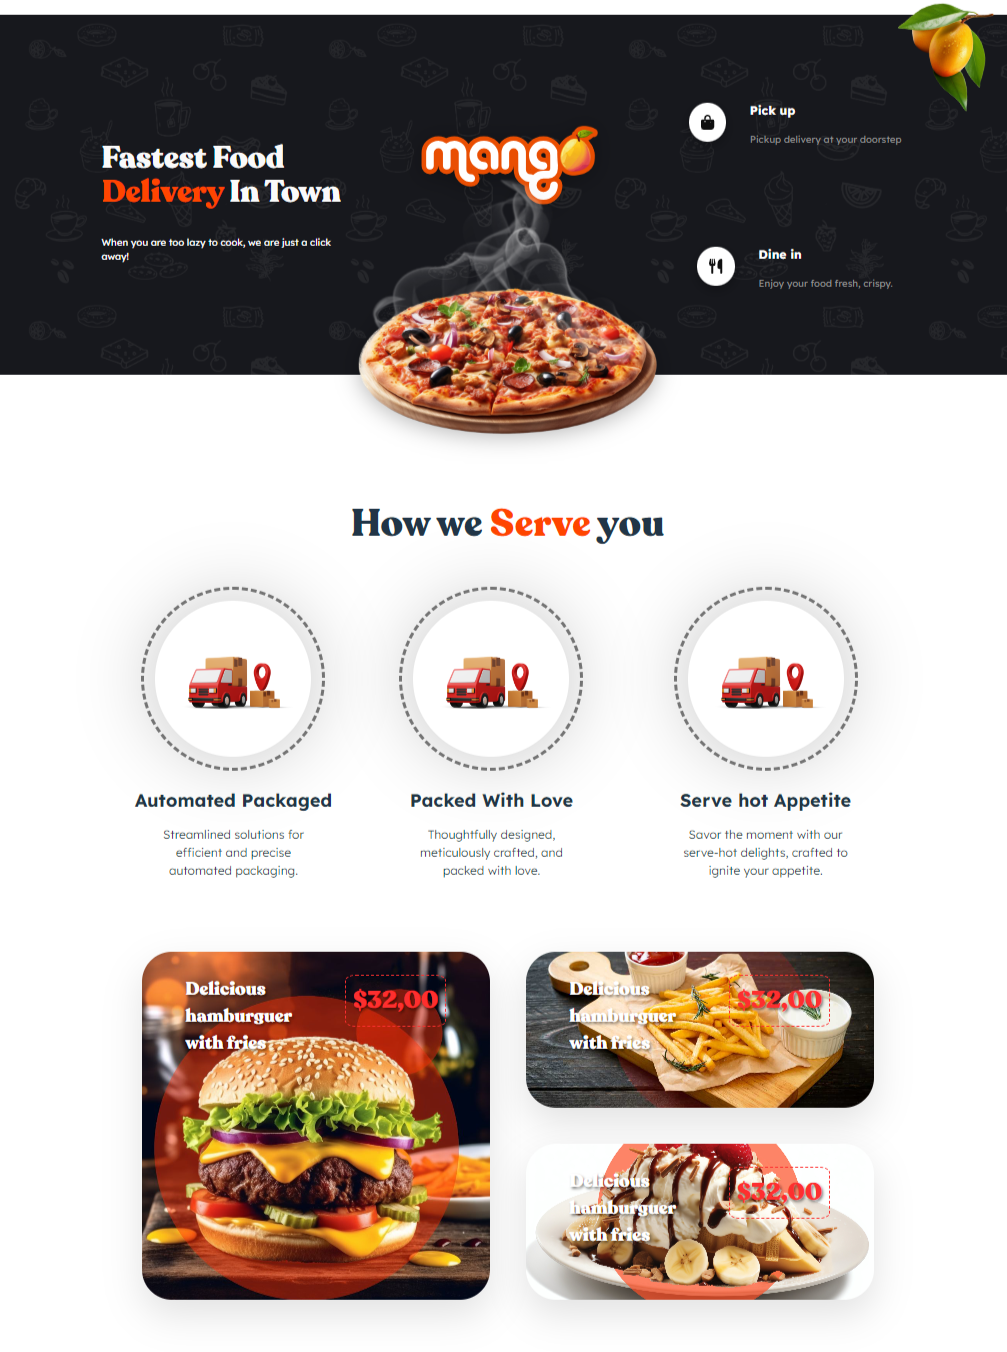 Fastest Food
Delivery In Town
When you are too lazy to cook, we are just a click
away!
mango
Pick up
Pickup delivery at your doorstep
Dine in
Enjoy your food fresh, crispy.
How we Serve you
Automated Packaged
Streamlined solutions for
efficient and precise
automated packaging.
Packed With Love
Thoughtfully designed,
meticulously crafted, and
packed with love.
Serve hot Appetite
Savor the moment with our
serve-hot delights, crafted to
ignite your appetite.
Delicious
hamburguer
with fries
$32,00
Delicious
hamburguer
with fries
$32,00
Delicious
hamburguer
with fries
$32,00